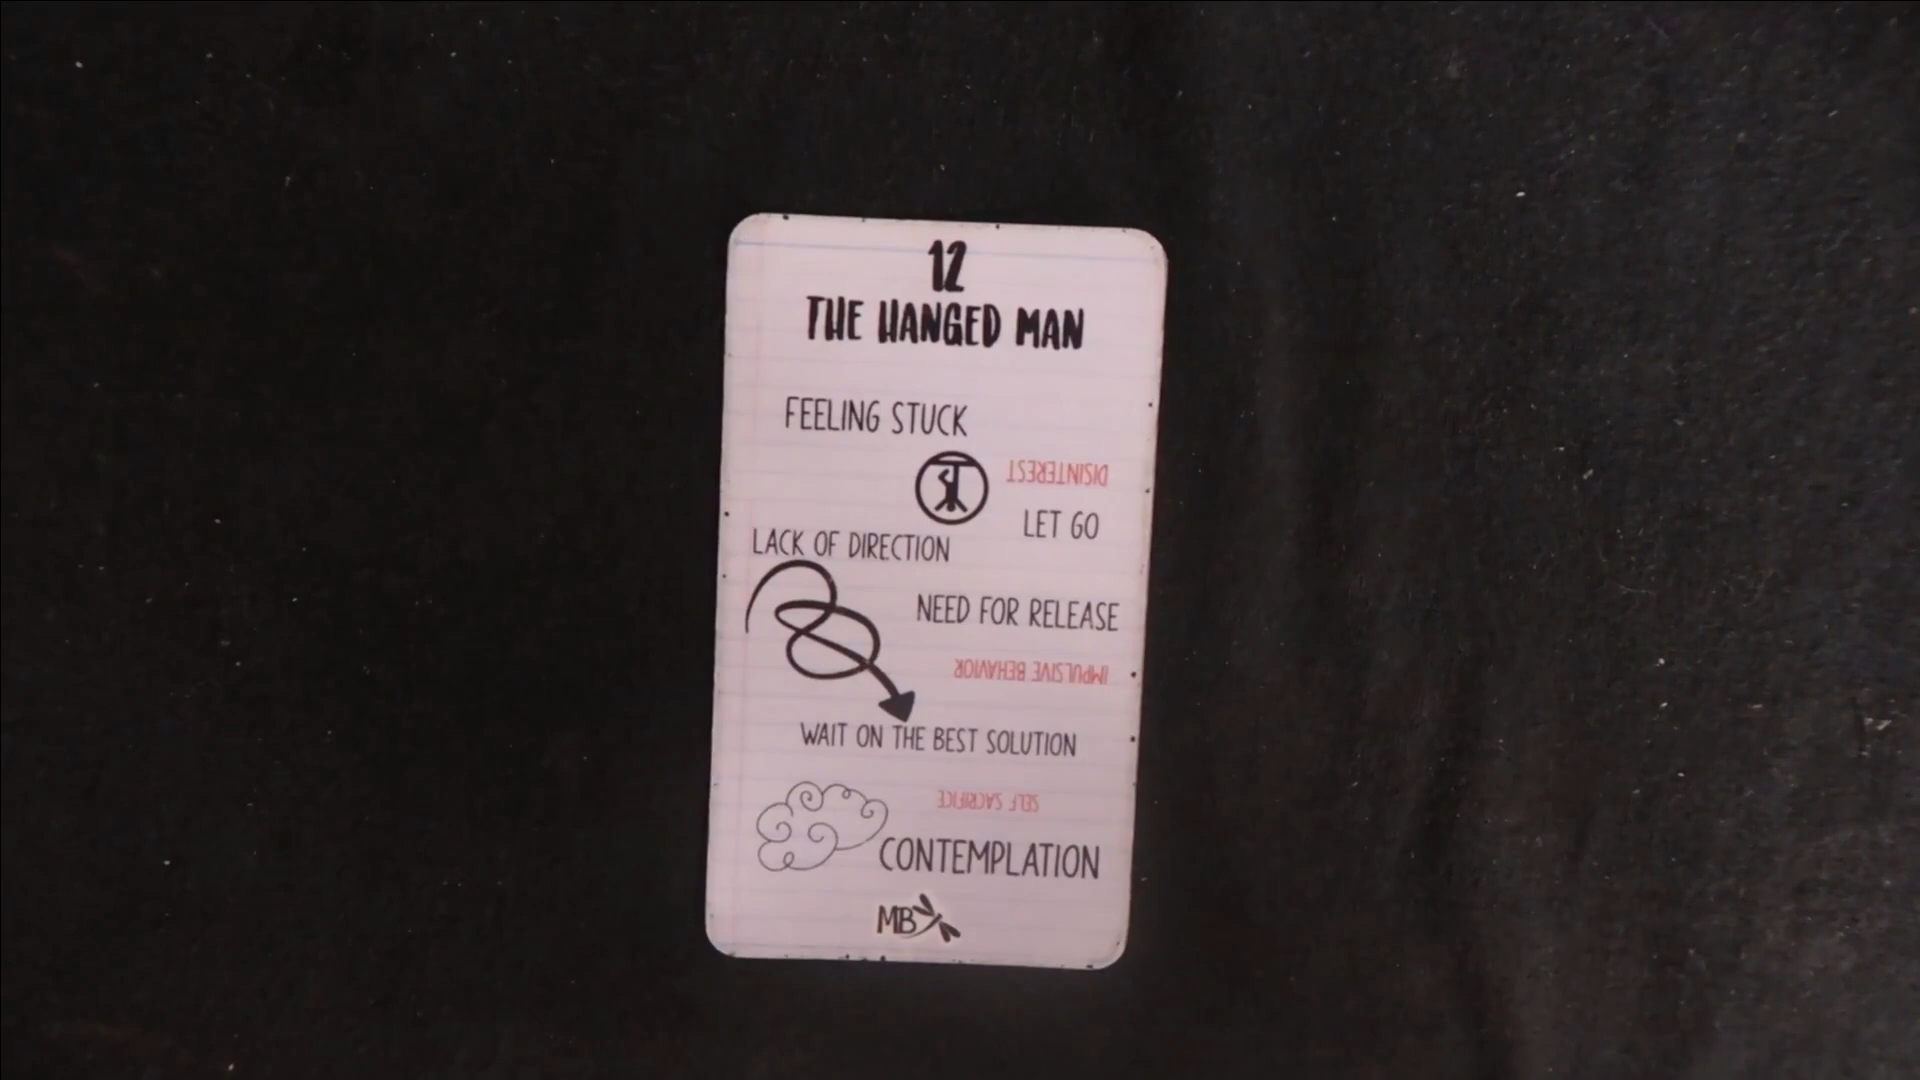 12
THE HANGED MAN
FEELING STUCK
DISINTEREST
LET GO
LACK OF DIRECTION
NEED FOR RELEASE
IMPULSIVE BEHAVIOR
WAIT ON THE BEST SOLUTION
SELF SACRIFICE
CONTEMPLATION
MB